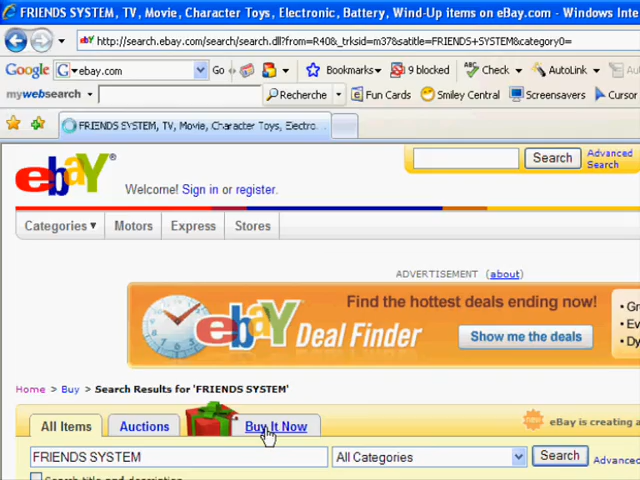 FRIENDS SYSTEM, TV, Movie, Character Toys, Electronic, Battery, Wind-Up items on eBay.com - Windows Inte
http://search.ebay.com/search/search.dll?from=R40&_trksid=m37&satitle=FRIENDS+SYSTEM&category0=
Google G ebay.com Go Bookmarks 9 blocked Check AutoLink
mywebsearch Recherche Fun Cards Smiley Central Screensavers Cursor
FRIENDS SYSTEM, TV, Movie, Character Toys, Electro...
ebay® Welcome! Sign in or register. Search Advanced Search
Categories Motors Express Stores
ADVERTISEMENT (about)
ebay Deal Finder
Find the hottest deals ending now!
Show me the deals
Home > Buy > Search Results for 'FRIENDS SYSTEM'
All Items Auctions Buy It Now eBay is creating a
FRIENDS SYSTEM All Categories Search Advanced
Search title and description